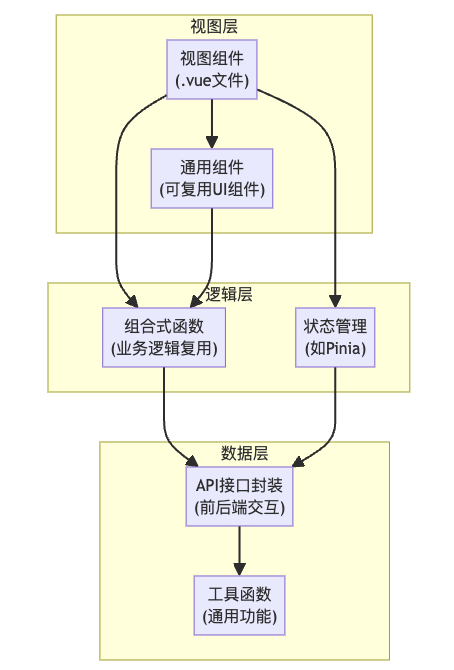 视图层
视图组件
(.vue文件)
通用组件
(可复用UI组件)
逻辑层
组合式函数
(业务逻辑复用)
状态管理
(如Pinia)
数据层
API接口封装
(前后端交互)
工具函数
(通用功能)